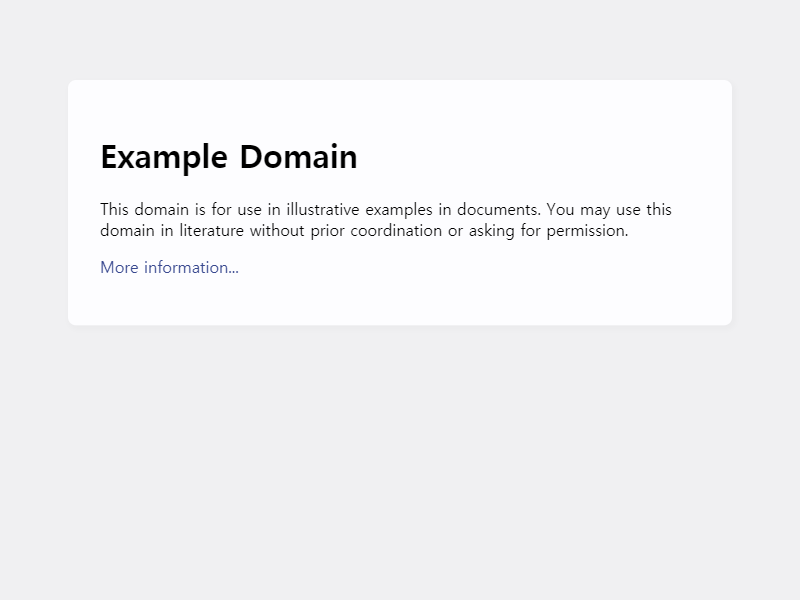 Example Domain
This domain is for use in illustrative examples in documents. You may use this
domain in literature without prior coordination or asking for permission.
More information...